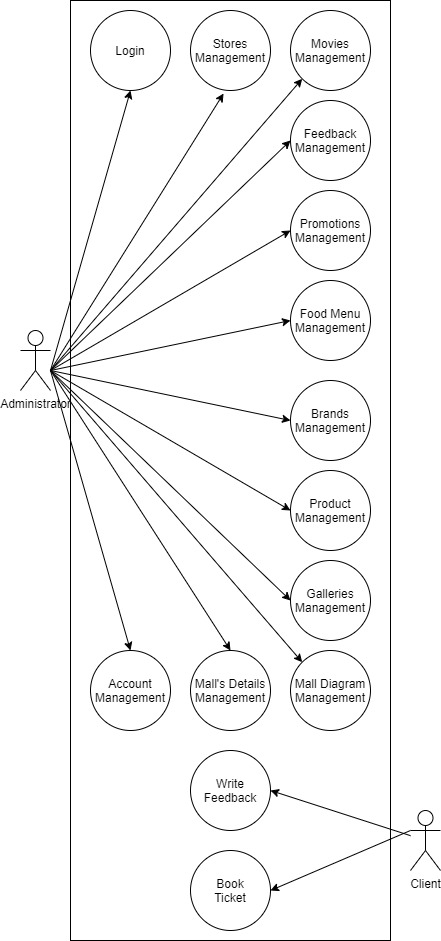 Login
Stores
Management
Movies
Management
Feedback
Management
Promotions
Management
Food Menu
Management
Administrator
Brands
Management
Product
Management
Galleries
Management
Account
Management
Mall's Details
Management
Mall Diagram
Management
Write
Feedback
Book
Ticket
Client